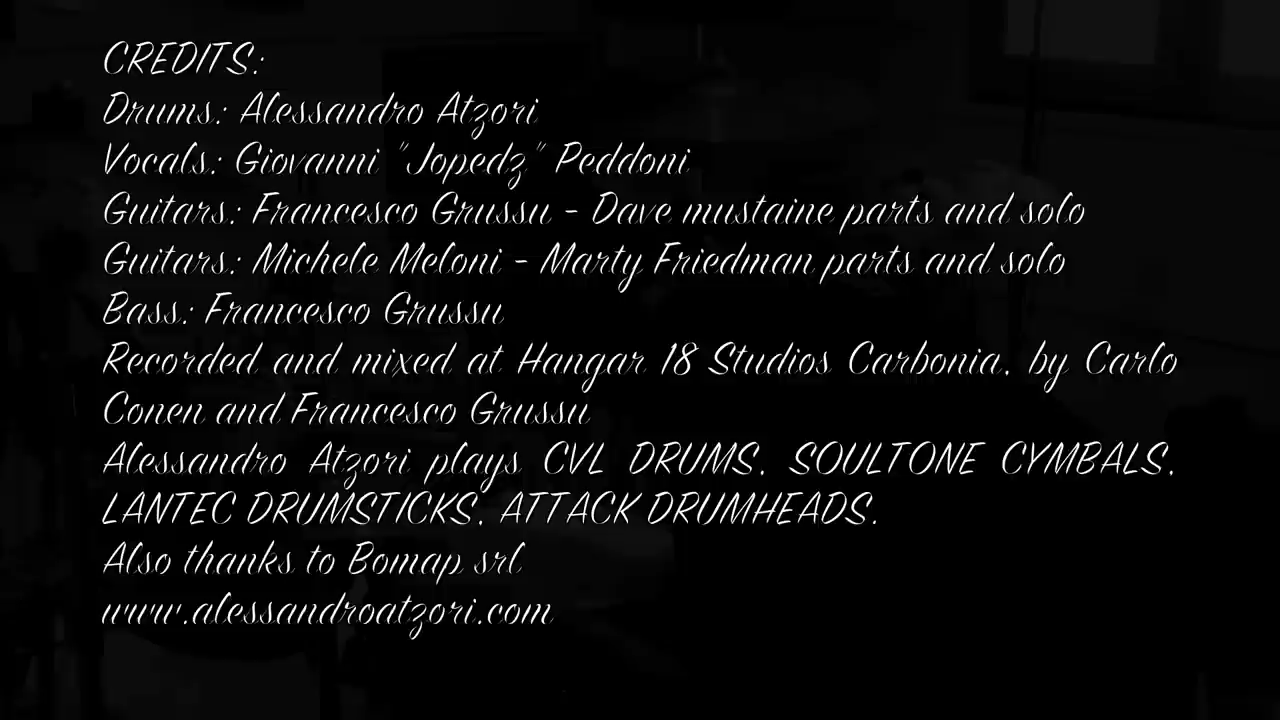 CREDITS:
Drums: Alessandro Atzori
Vocals: Giovanni "Jopedz" Peddoni
Guitars: Francesco Grussu - Dave mustaine parts and solo
Guitars: Michele Meloni - Marty Friedman parts and solo
Bass: Francesco Grussu
Recorded and mixed at Hangar 18 Studios Carbonia, by Carlo
Conen and Francesco Grussu
Alessandro Atzori plays CVL DRUMS, SOULTONE CYMBALS,
LANTEC DRUMSTICKS, ATTACK DRUMHEADS.
Also thanks to Bomap srl
www.alessandroatzori.com